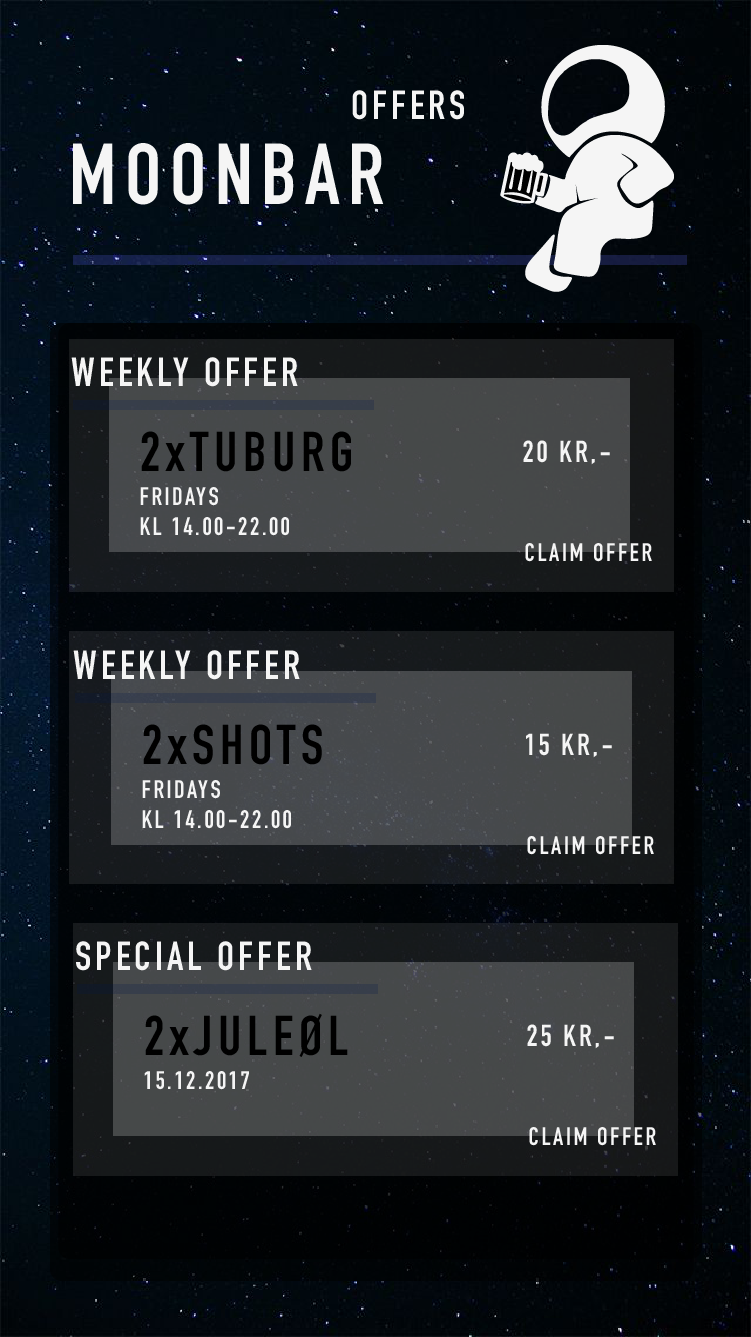 OFFERS
MOONBAR
WEEKLY OFFER
2xTUBURG
20 KR,-
FRIDAYS
KL 14.00-22.00
CLAIM OFFER
WEEKLY OFFER
2xSHOTS
15 KR,-
FRIDAYS
KL 14.00-22.00
CLAIM OFFER
SPECIAL OFFER
2xJULEØL
25 KR,-
15.12.2017
CLAIM OFFER